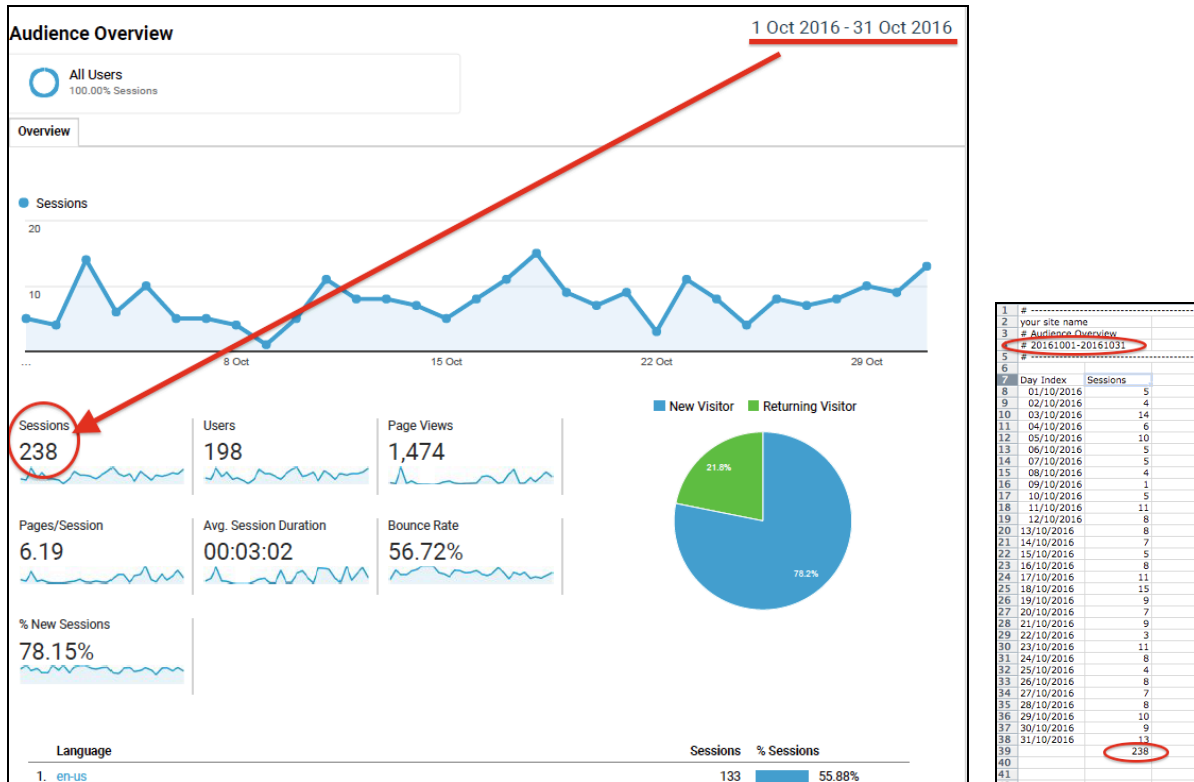 Audience Overview
1 Oct 2016 - 31 Oct 2016
All Users
100.00% Sessions
Overview
Sessions
20
10
...
8 Oct
15 Oct
22 Oct
29 Oct
New Visitor Returning Visitor
Sessions
238
Users
198
Page Views
1,474
21.8%
78.2%
Pages/Session
6.19
Avg. Session Duration
00:03:02
Bounce Rate
56.72%
% New Sessions
78.15%
Language Sessions % Sessions
1. en-us 133 55.88%
1 # ----------------------------------------
2 your site name
3 # Audience Overview
4 # 20161001-20161031
5 # ----------------------------------------
6
7 Day Index Sessions
8 01/10/2016 5
9 02/10/2016 4
10 03/10/2016 14
11 04/10/2016 6
12 05/10/2016 10
13 06/10/2016 5
14 07/10/2016 5
15 08/10/2016 4
16 09/10/2016 1
17 10/10/2016 5
18 11/10/2016 11
19 12/10/2016 8
20 13/10/2016 8
21 14/10/2016 7
22 15/10/2016 5
23 16/10/2016 8
24 17/10/2016 11
25 18/10/2016 15
26 19/10/2016 9
27 20/10/2016 7
28 21/10/2016 9
29 22/10/2016 3
30 23/10/2016 11
31 24/10/2016 8
32 25/10/2016 4
33 26/10/2016 8
34 27/10/2016 7
35 28/10/2016 8
36 29/10/2016 10
37 30/10/2016 9
38 31/10/2016 13
39 238
40
41